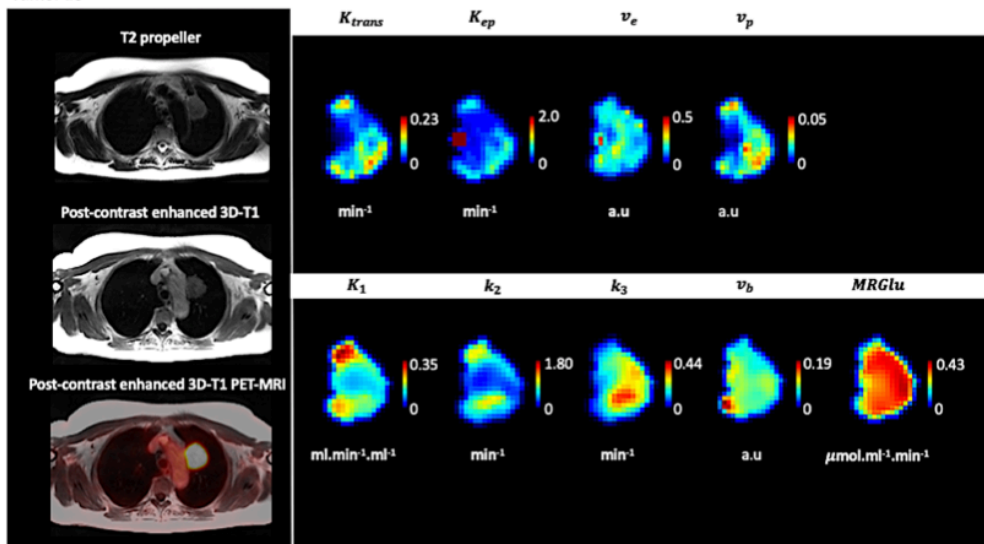 T2 propeller
Post-contrast enhanced 3D-T1
Post-contrast enhanced 3D-T1 PET-MRI
K_trans K_ep v_e v_p
0.23 2.0 0.5 0.05
0 0 0 0
min⁻¹ min⁻¹ a.u a.u
K₁ k₂ k₃ v_b MRGlu
0.35 1.80 0.44 0.19 0.43
0 0 0 0 0
ml.min⁻¹.ml⁻¹ min⁻¹ min⁻¹ a.u μmol.ml⁻¹.min⁻¹